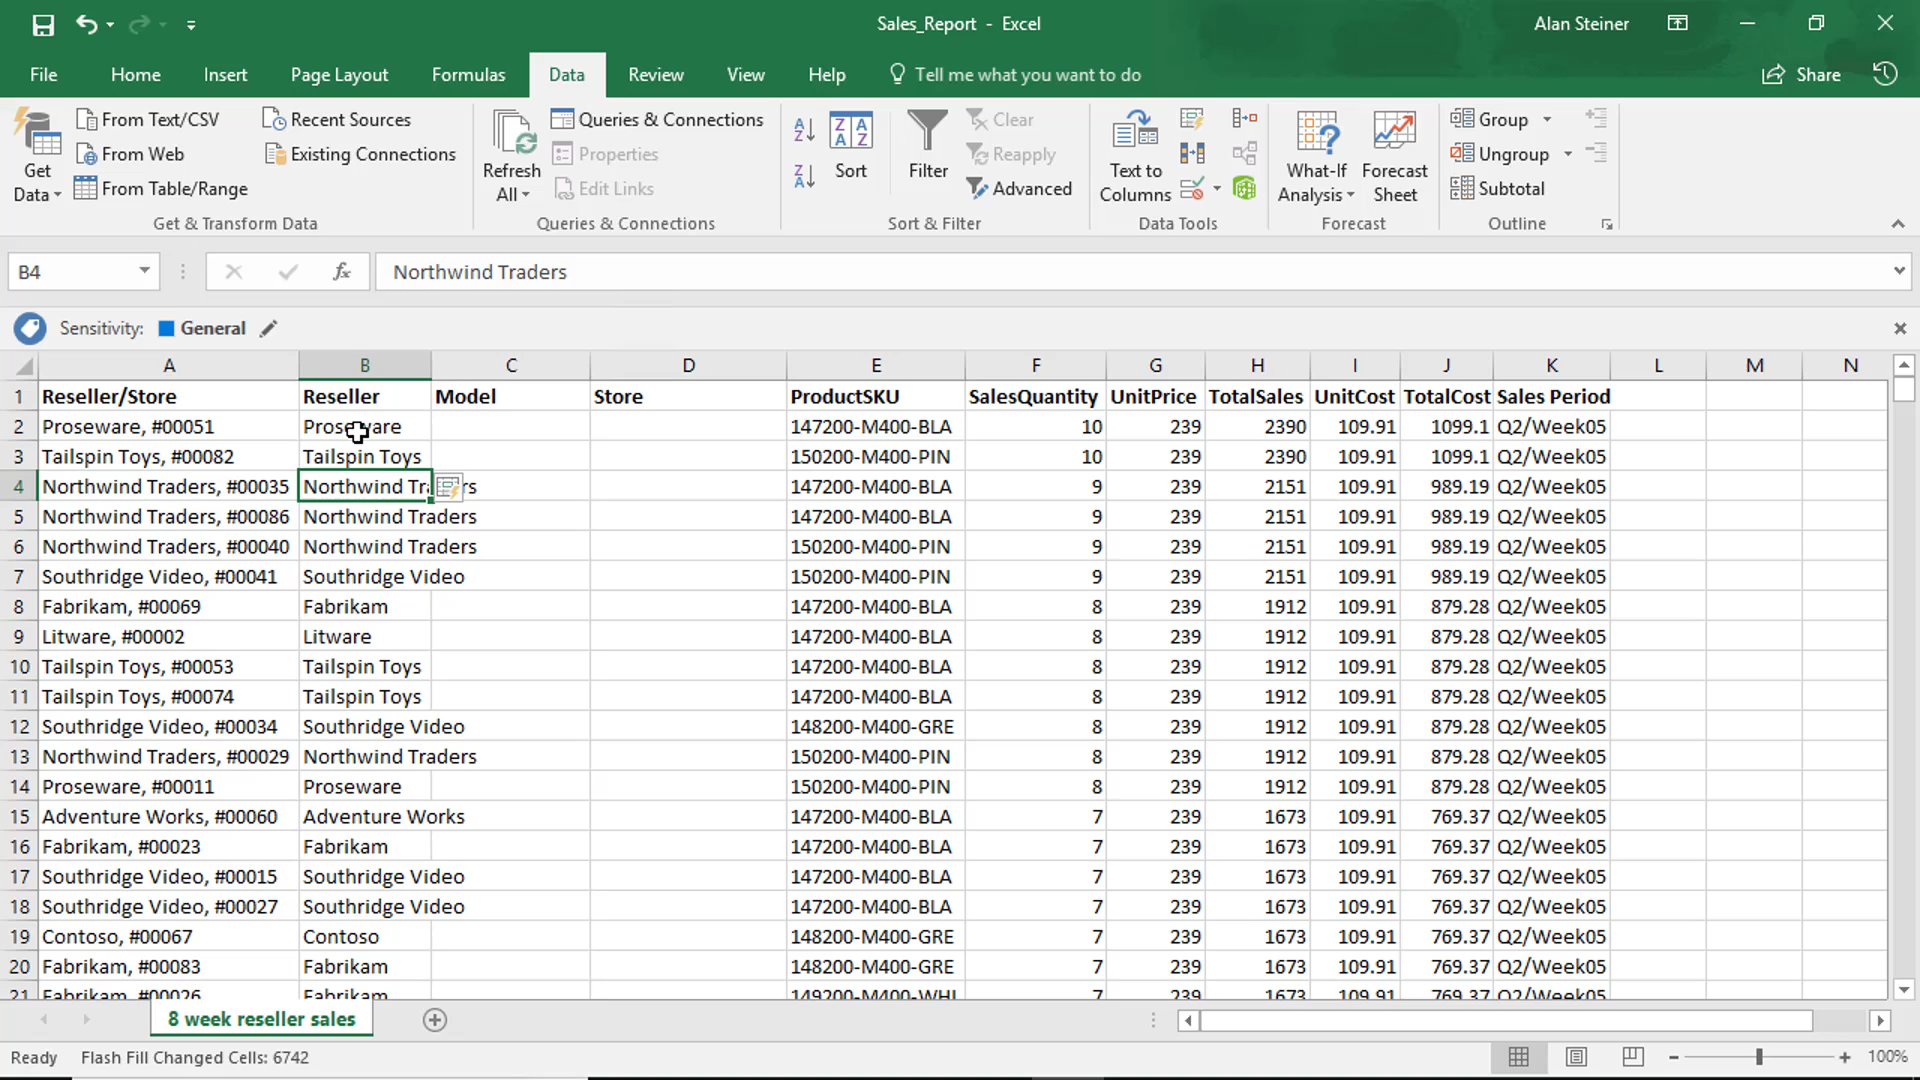 Sales_Report - Excel
Alan Steiner
File Home Insert Page Layout Formulas Data Review View Help Tell me what you want to do Share
Get Data
From Text/CSV
From Web
From Table/Range
Recent Sources
Existing Connections
Get & Transform Data
Refresh All
Queries & Connections
Properties
Edit Links
Queries & Connections
Sort
Filter
Clear
Reapply
Advanced
Sort & Filter
Text to Columns
Data Tools
What-If Analysis
Forecast Sheet
Forecast
Group
Ungroup
Subtotal
Outline
B4 fx Northwind Traders
Sensitivity: General
A B C D E F G H I J K L M N
1 Reseller/Store Reseller Model Store ProductSKU SalesQuantity UnitPrice TotalSales UnitCost TotalCost Sales Period
2 Proseware, #00051 Proseware 147200-M400-BLA 10 239 2390 109.91 1099.1 Q2/Week05
3 Tailspin Toys, #00082 Tailspin Toys 150200-M400-PIN 10 239 2390 109.91 1099.1 Q2/Week05
4 Northwind Traders, #00035 Northwind Traders 147200-M400-BLA 9 239 2151 109.91 989.19 Q2/Week05
5 Northwind Traders, #00086 Northwind Traders 147200-M400-BLA 9 239 2151 109.91 989.19 Q2/Week05
6 Northwind Traders, #00040 Northwind Traders 150200-M400-PIN 9 239 2151 109.91 989.19 Q2/Week05
7 Southridge Video, #00041 Southridge Video 150200-M400-PIN 9 239 2151 109.91 989.19 Q2/Week05
8 Fabrikam, #00069 Fabrikam 147200-M400-BLA 8 239 1912 109.91 879.28 Q2/Week05
9 Litware, #00002 Litware 147200-M400-BLA 8 239 1912 109.91 879.28 Q2/Week05
10 Tailspin Toys, #00053 Tailspin Toys 147200-M400-BLA 8 239 1912 109.91 879.28 Q2/Week05
11 Tailspin Toys, #00074 Tailspin Toys 147200-M400-BLA 8 239 1912 109.91 879.28 Q2/Week05
12 Southridge Video, #00034 Southridge Video 148200-M400-GRE 8 239 1912 109.91 879.28 Q2/Week05
13 Northwind Traders, #00029 Northwind Traders 150200-M400-PIN 8 239 1912 109.91 879.28 Q2/Week05
14 Proseware, #00011 Proseware 150200-M400-PIN 8 239 1912 109.91 879.28 Q2/Week05
15 Adventure Works, #00060 Adventure Works 147200-M400-BLA 7 239 1673 109.91 769.37 Q2/Week05
16 Fabrikam, #00023 Fabrikam 147200-M400-BLA 7 239 1673 109.91 769.37 Q2/Week05
17 Southridge Video, #00015 Southridge Video 147200-M400-BLA 7 239 1673 109.91 769.37 Q2/Week05
18 Southridge Video, #00027 Southridge Video 147200-M400-BLA 7 239 1673 109.91 769.37 Q2/Week05
19 Contoso, #00067 Contoso 148200-M400-GRE 7 239 1673 109.91 769.37 Q2/Week05
20 Fabrikam, #00083 Fabrikam 148200-M400-GRE 7 239 1673 109.91 769.37 Q2/Week05
21 Fabrikam, #00026 Fabrikam 149200-M400-WHI 7 239 1673 109.91 769.37 Q2/Week05
8 week reseller sales
Ready Flash Fill Changed Cells: 6742 100%